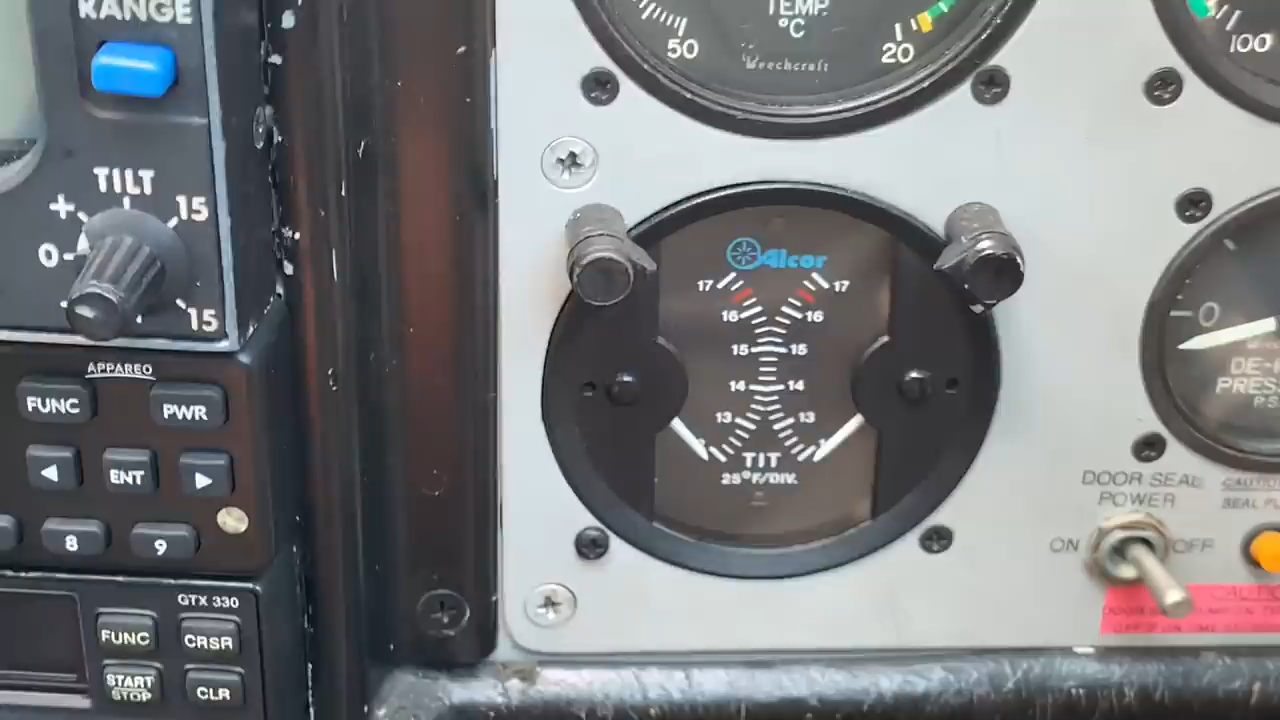 RANGE
TILT
+
15
0
15
APPAREO
FUNC
PWR
ENT
8
9
GTX 330
FUNC
CRSR
START
STOP
CLR
TEMP.
°C
50
20
Beechcraft
100
Alcor
17 17
16 16
15 15
14 14
13 13
TIT
25°F/DIV.
0
DOOR SEAL
POWER
ON
OFF